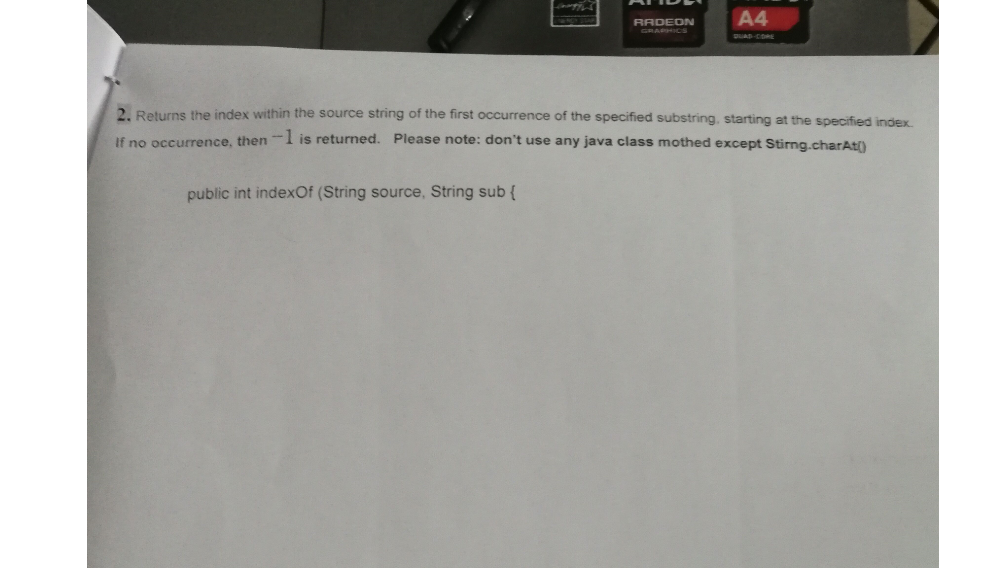 RADEON
GRAPHICS
A4
QUAD-CORE
2. Returns the index within the source string of the first occurrence of the specified substring, starting at the specified index.
If no occurrence, then −1 is returned. Please note: don't use any java class mothed except Stirng.charAt()
public int indexOf (String source, String sub {